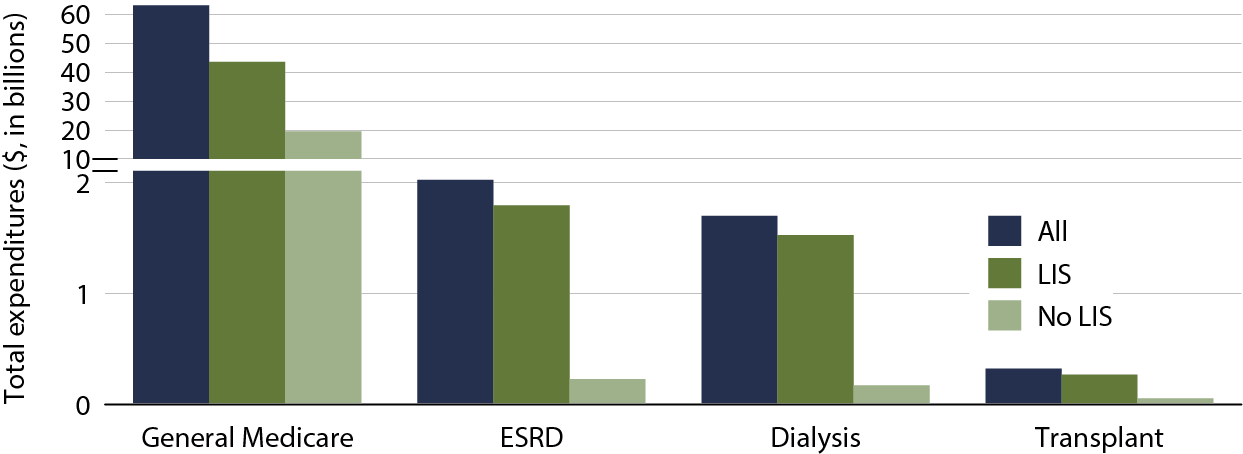 Total expenditures ($, in billions)
60
50
40
30
20
10
2
1
0
All
LIS
No LIS
General Medicare
ESRD
Dialysis
Transplant